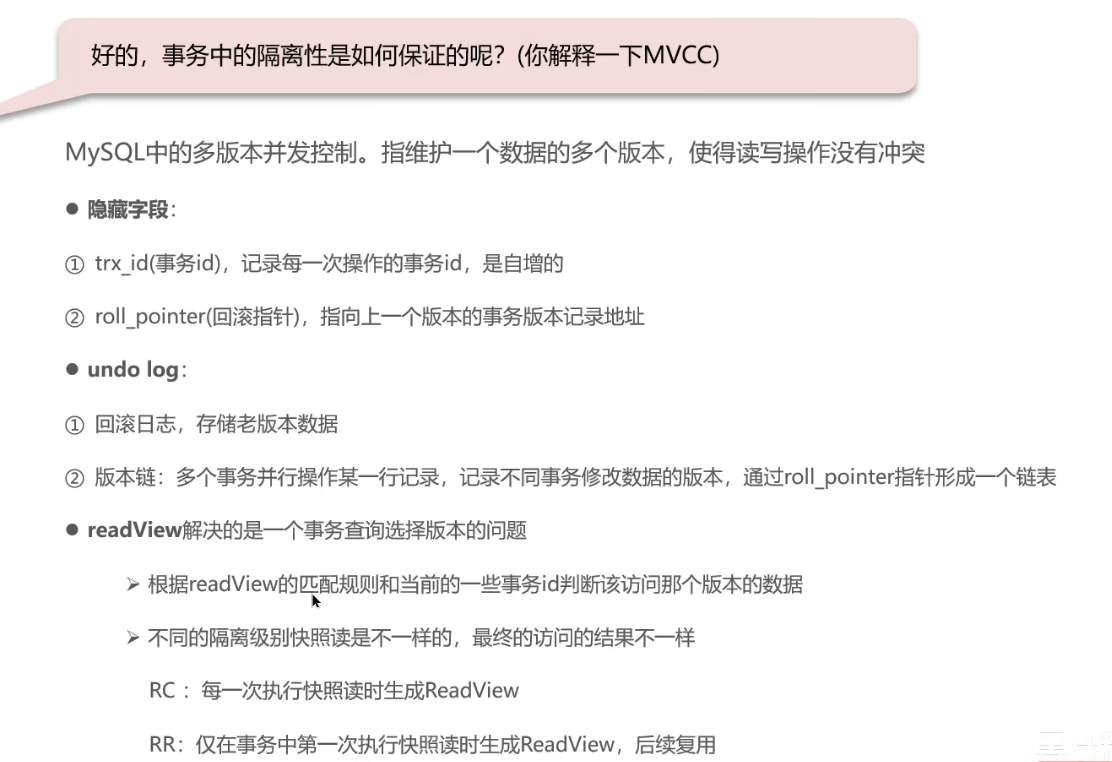 好的，事务中的隔离性是如何保证的呢？(你解释一下MVCC)
MySQL中的多版本并发控制。指维护一个数据的多个版本，使得读写操作没有冲突
● 隐藏字段：
① trx_id(事务id)，记录每一次操作的事务id，是自增的
② roll_pointer(回滚指针)，指向上一个版本的事务版本记录地址
● undo log：
① 回滚日志，存储老版本数据
② 版本链：多个事务并行操作某一行记录，记录不同事务修改数据的版本，通过roll_pointer指针形成一个链表
● readView解决的是一个事务查询选择版本的问题
➢ 根据readView的匹配规则和当前的一些事务id判断该访问那个版本的数据
➢ 不同的隔离级别快照读是不一样的，最终的访问的结果不一样
RC ：每一次执行快照读时生成ReadView
RR：仅在事务中第一次执行快照读时生成ReadView，后续复用